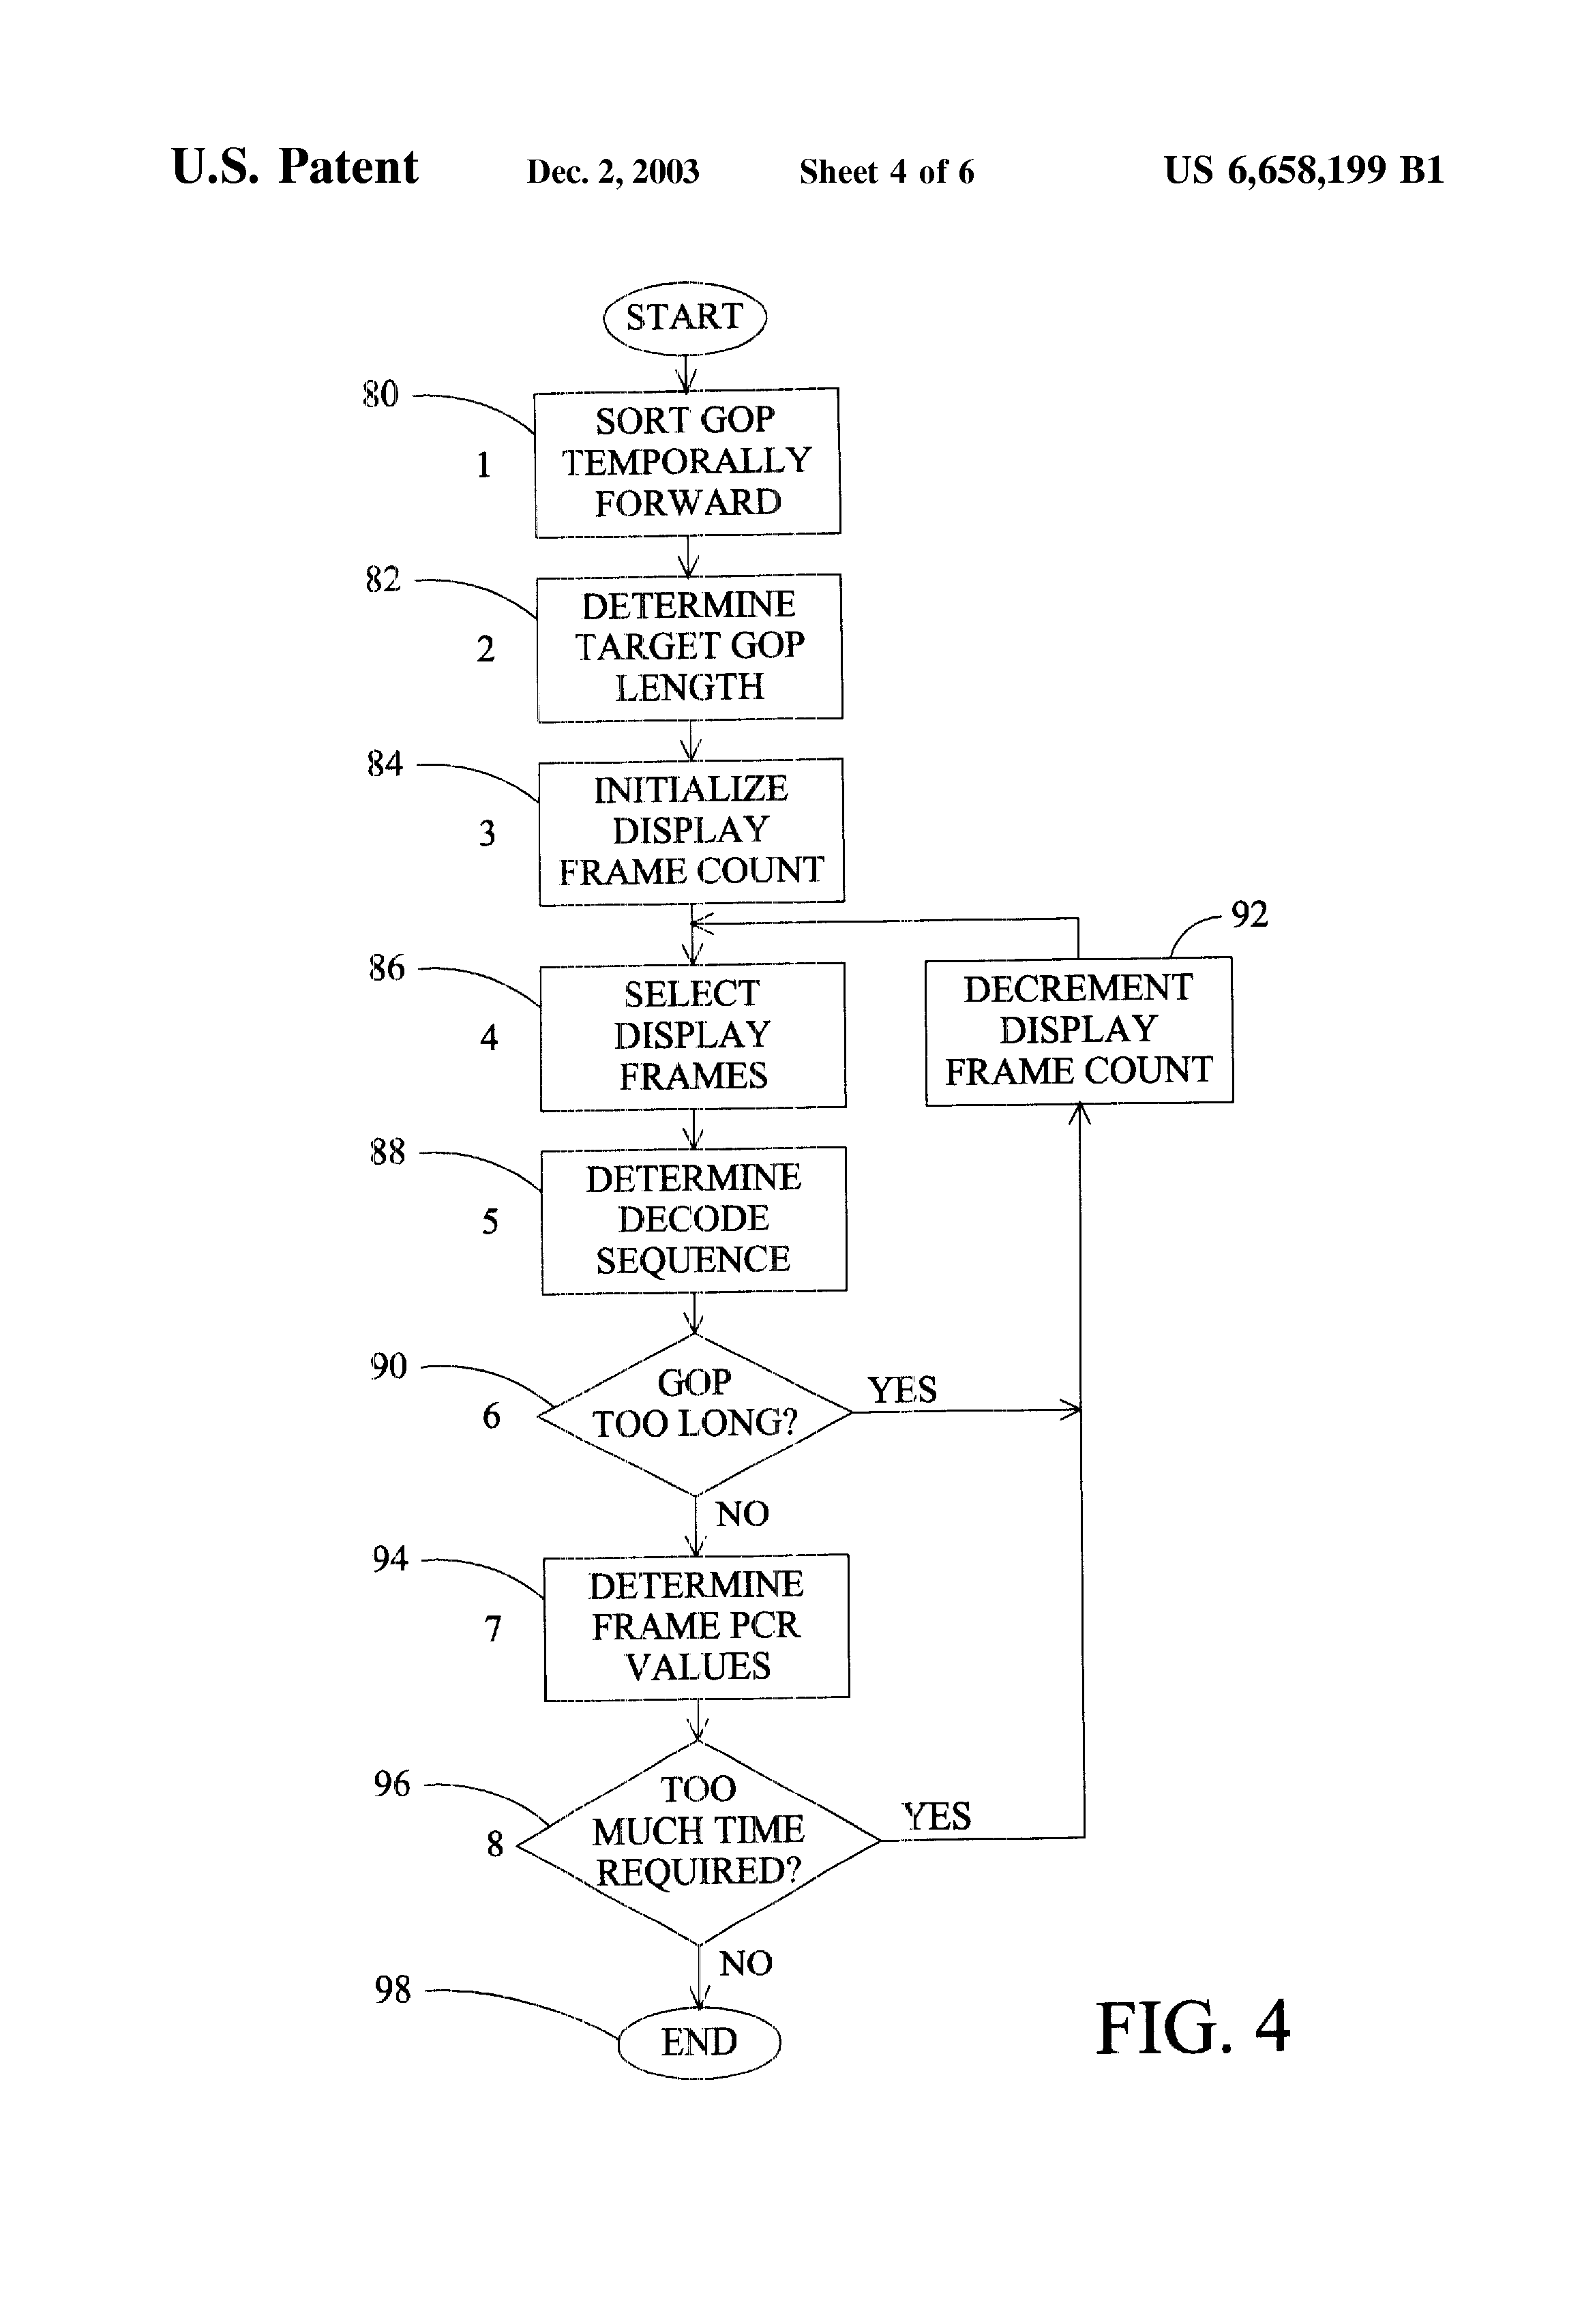 U.S. Patent Dec. 2, 2003 Sheet 4 of 6 US 6,658,199 B1
START
80
1
SORT GOP
TEMPORALLY
FORWARD
82
2
DETERMINE
TARGET GOP
LENGTH
84
3
INITIALIZE
DISPLAY
FRAME COUNT
92
DECREMENT
DISPLAY
FRAME COUNT
86
4
SELECT
DISPLAY
FRAMES
88
5
DETERMINE
DECODE
SEQUENCE
90
6
GOP
TOO LONG?
YES
NO
94
7
DETERMINE
FRAME PCR
VALUES
96
8
TOO
MUCH TIME
REQUIRED?
YES
NO
98
END
FIG. 4